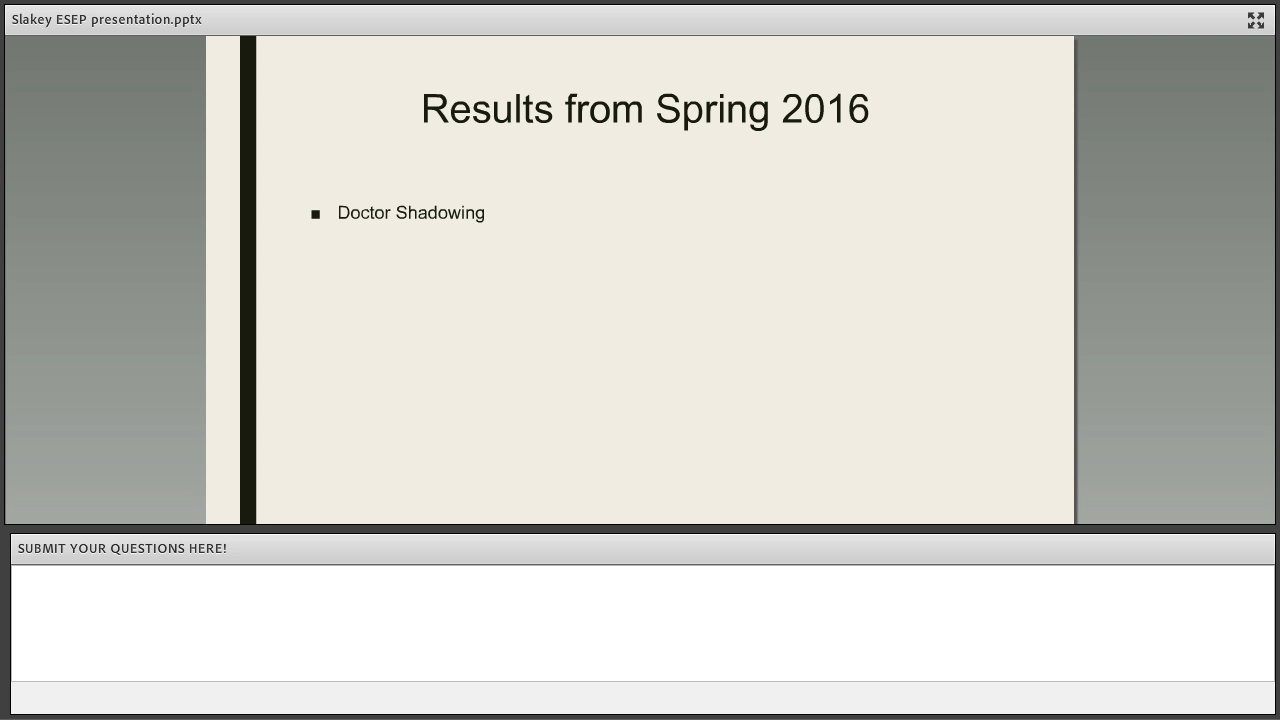 Slakey ESEP presentation.pptx
Results from Spring 2016
■ Doctor Shadowing
SUBMIT YOUR QUESTIONS HERE!